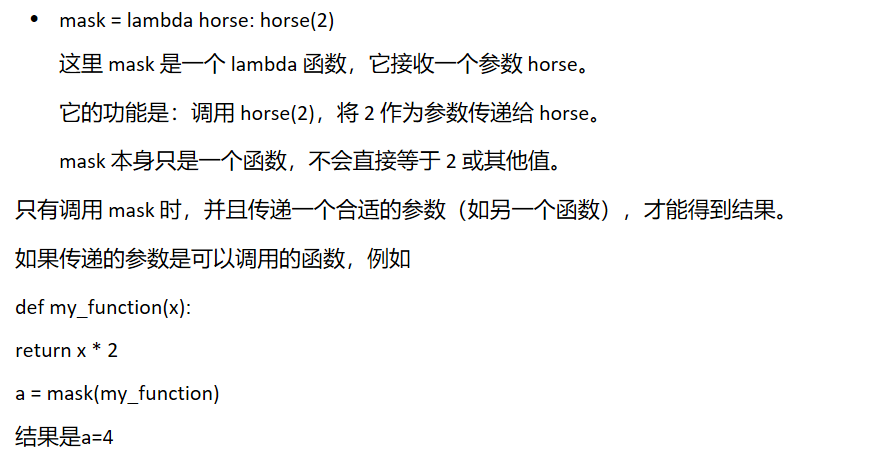 • mask = lambda horse: horse(2)
这里 mask 是一个 lambda 函数，它接收一个参数 horse。
它的功能是：调用 horse(2)，将 2 作为参数传递给 horse。
mask 本身只是一个函数，不会直接等于 2 或其他值。
只有调用 mask 时，并且传递一个合适的参数（如另一个函数），才能得到结果。
如果传递的参数是可以调用的函数，例如
def my_function(x):
return x * 2
a = mask(my_function)
结果是a=4